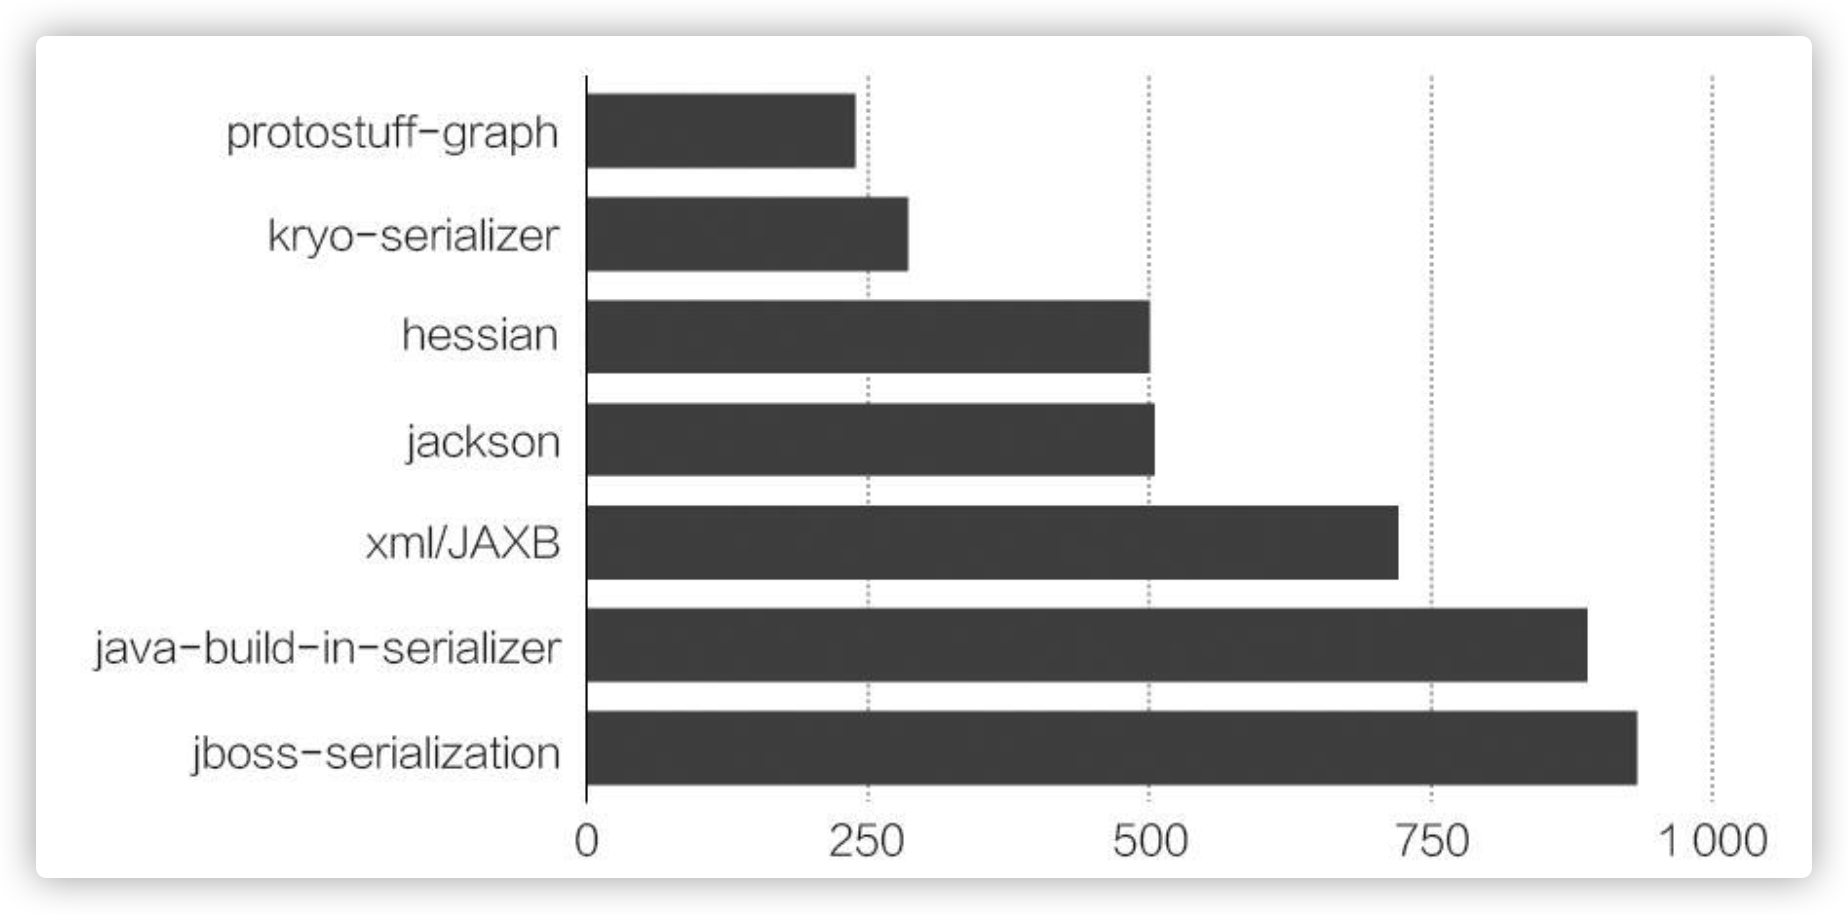 protostuff-graph
kryo-serializer
hessian
jackson
xml/JAXB
java-build-in-serializer
jboss-serialization
0 250 500 750 1 000